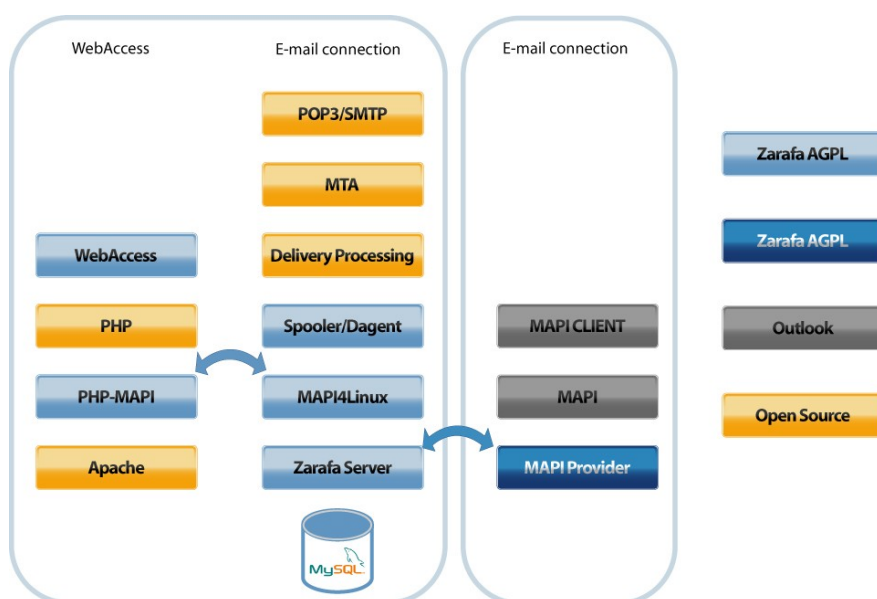 WebAccess
E-mail connection
E-mail connection
POP3/SMTP
MTA
WebAccess
Delivery Processing
PHP
Spooler/Dagent
MAPI CLIENT
PHP-MAPI
MAPI4Linux
MAPI
Apache
Zarafa Server
MAPI Provider
MySQL
Zarafa AGPL
Zarafa AGPL
Outlook
Open Source